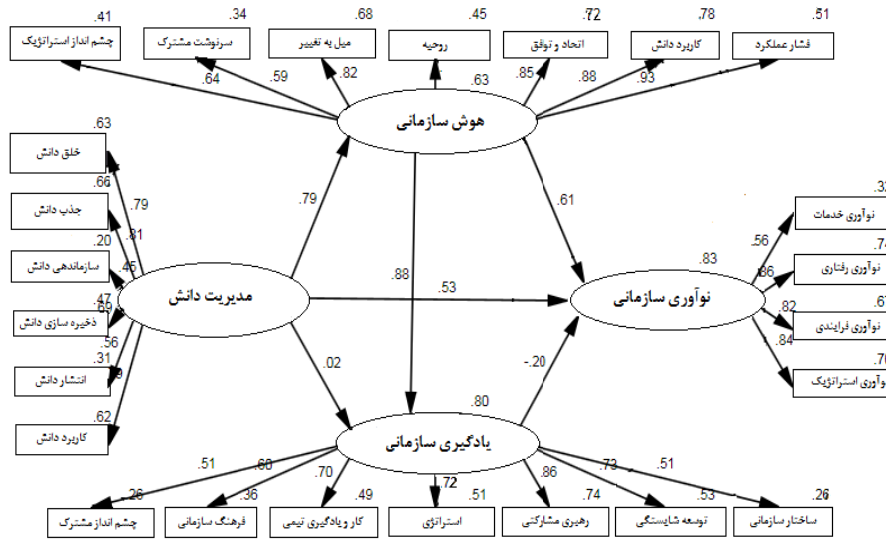 .41 .34 .68 .45 .72 .78 .51
چشم انداز استراتژیک
سرنوشت مشترک
میل به تغییر
روحیه
اتحاد و توفق
کاربرد دانش
فشار عملکرد
.64 .59 .82 .63 .85 .88 .93
هوش سازمانی
.63
خلق دانش
.79
.66
جذب دانش
.81
.20
سازماندهی دانش
.45
.47
ذخیره سازی دانش
.69
.56
.31
انتشار دانش
.62
کاربرد دانش
مدیریت دانش
.79
.88
.61
.53
.02
-.20
.83
نوآوری سازمانی
نوآوری خدمات
.56
نوآوری رفتاری
.86
نوآوری فرایندی
.82
نوآوری استراتژیک
.84
.80
یادگیری سازمانی
.51 .60 .70 .72 .86 .73 .51
.26 .36 .49 .51 .74 .53 .26
چشم انداز مشترک
فرهنگ سازمانی
کار و یادگیری تیمی
استراتژی
رهبری مشارکتی
توسعه شایستگی
ساختار سازمانی